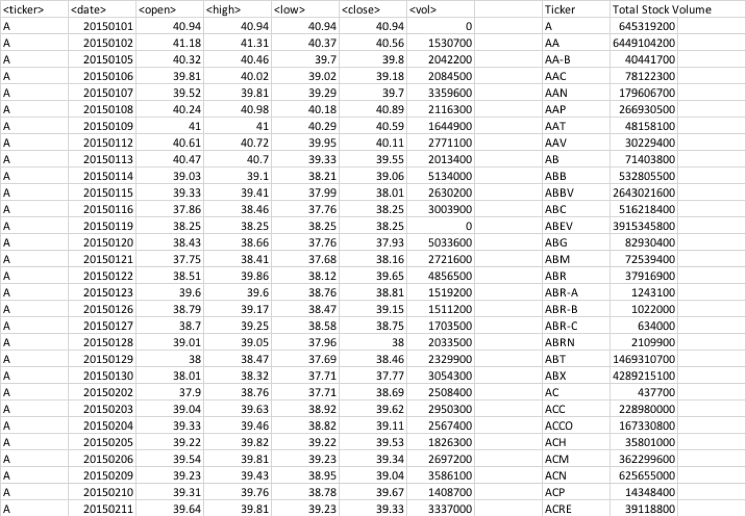 <ticker> <date> <open> <high> <low> <close> <vol> Ticker Total Stock Volume
A 20150101 40.94 40.94 40.94 40.94 0 A 645319200
A 20150102 41.18 41.31 40.37 40.56 1530700 AA 6449104200
A 20150105 40.32 40.46 39.7 39.8 2042200 AA-B 40441700
A 20150106 39.81 40.02 39.02 39.18 2084500 AAC 78122300
A 20150107 39.52 39.81 39.29 39.7 3359600 AAN 179606700
A 20150108 40.24 40.98 40.18 40.89 2116300 AAP 266930500
A 20150109 41 41 40.29 40.59 1644900 AAT 48158100
A 20150112 40.61 40.72 39.95 40.11 2771100 AAV 30229400
A 20150113 40.47 40.7 39.33 39.55 2013400 AB 71403800
A 20150114 39.03 39.1 38.21 39.06 5134000 ABB 532805500
A 20150115 39.33 39.41 37.99 38.01 2630200 ABBV 2643021600
A 20150116 37.86 38.46 37.76 38.25 3003900 ABC 516218400
A 20150119 38.25 38.25 38.25 38.25 0 ABEV 3915345800
A 20150120 38.43 38.66 37.76 37.93 5033600 ABG 82930400
A 20150121 37.75 38.41 37.68 38.16 2721600 ABM 72539400
A 20150122 38.51 39.86 38.12 39.65 4856500 ABR 37916900
A 20150123 39.6 39.6 38.76 38.81 1519200 ABR-A 1243100
A 20150126 38.79 39.17 38.47 39.15 1511200 ABR-B 1022000
A 20150127 38.7 39.25 38.58 38.75 1703500 ABR-C 634000
A 20150128 39.01 39.05 37.96 38 2033500 ABRN 2109900
A 20150129 38 38.47 37.69 38.46 2329900 ABT 1469310700
A 20150130 38.01 38.32 37.71 37.77 3054300 ABX 4289215100
A 20150202 37.9 38.76 37.71 38.69 2508400 AC 437700
A 20150203 39.04 39.63 38.92 39.62 2950300 ACC 228980000
A 20150204 39.33 39.46 38.82 39.11 2567400 ACCO 167330800
A 20150205 39.22 39.82 39.22 39.53 1826300 ACH 35801000
A 20150206 39.54 39.81 39.23 39.34 2697200 ACM 362299600
A 20150209 39.23 39.43 38.95 39.04 3586100 ACN 625655000
A 20150210 39.31 39.76 38.78 39.67 1408700 ACP 14348400
A 20150211 39.64 39.81 39.23 39.33 3337000 ACRE 39118800